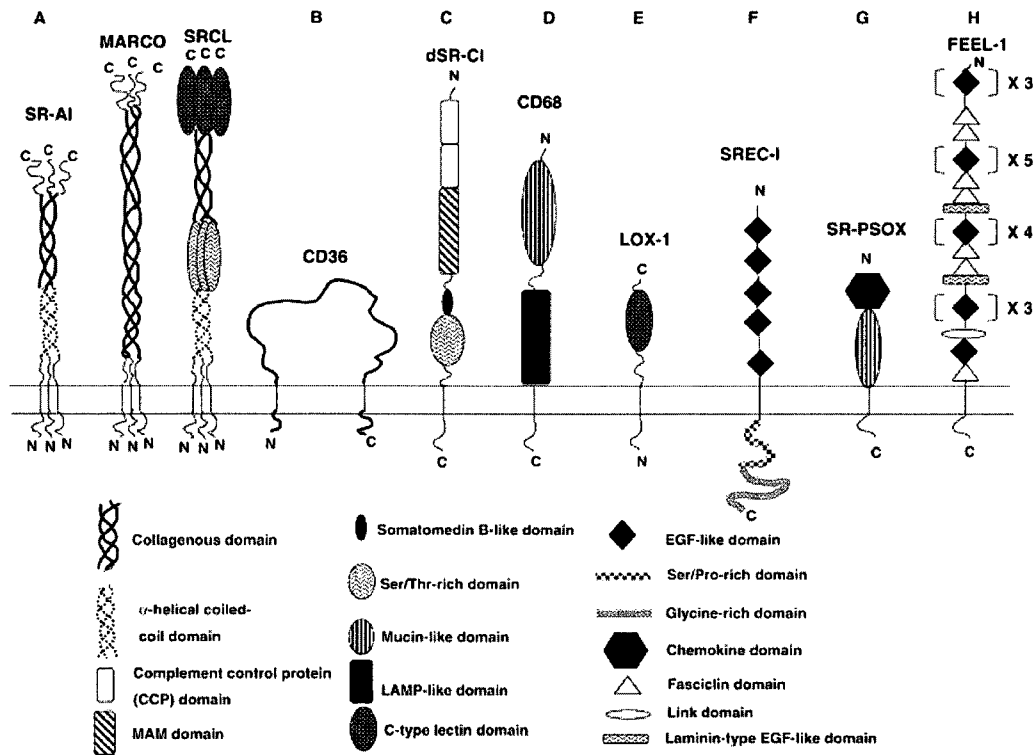 A B C D E F G H
MARCO SRCL dSR-CI FEEL-1
C C C
C C C
N
N
X 3
SR-AI
CD68
N
C C C
SREC-I
N
X 5
CD36
LOX-1
C
SR-PSOX
N
X 4
X 3
N N N
N N N
N N N
N
C
C
C
N
C
C
C
Collagenous domain
α-helical coiled-
coil domain
Complement control protein
(CCP) domain
MAM domain
Somatomedin B-like domain
Ser/Thr-rich domain
Mucin-like domain
LAMP-like domain
C-type lectin domain
EGF-like domain
Ser/Pro-rich domain
Glycine-rich domain
Chemokine domain
Fasciclin domain
Link domain
Laminin-type EGF-like domain